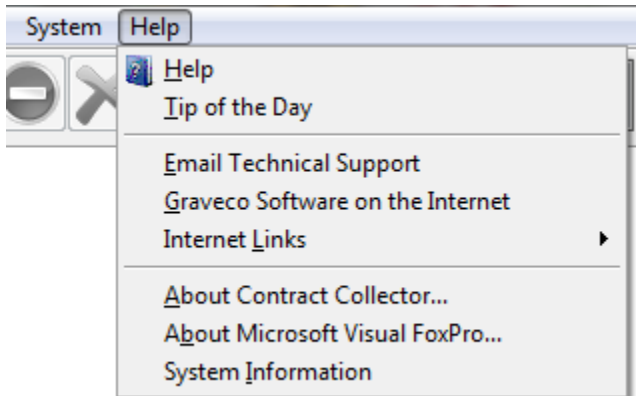 System Help
Help
Tip of the Day
Email Technical Support
Graveco Software on the Internet
Internet Links
About Contract Collector...
About Microsoft Visual FoxPro...
System Information